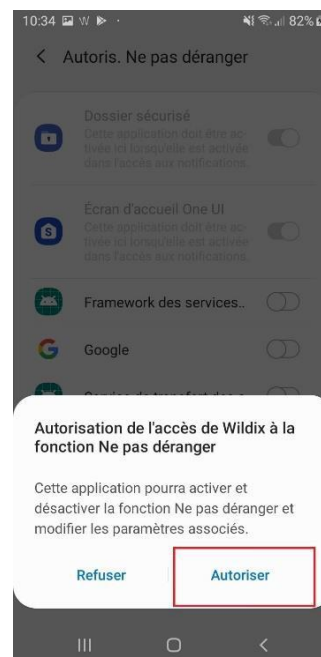 10:34 W 82%
Autoris. Ne pas déranger
Dossier sécurisé
Cette application doit être ac-
tivée ici lorsqu'elle est activée
dans l'accès aux notifications.
Écran d'accueil One UI
Cette application doit être ac-
tivée ici lorsqu'elle est activée
dans l'accès aux notifications.
Framework des services..
Google
Autorisation de l'accès de Wildix à la
fonction Ne pas déranger
Cette application pourra activer et
désactiver la fonction Ne pas déranger et
modifier les paramètres associés.
Refuser Autoriser